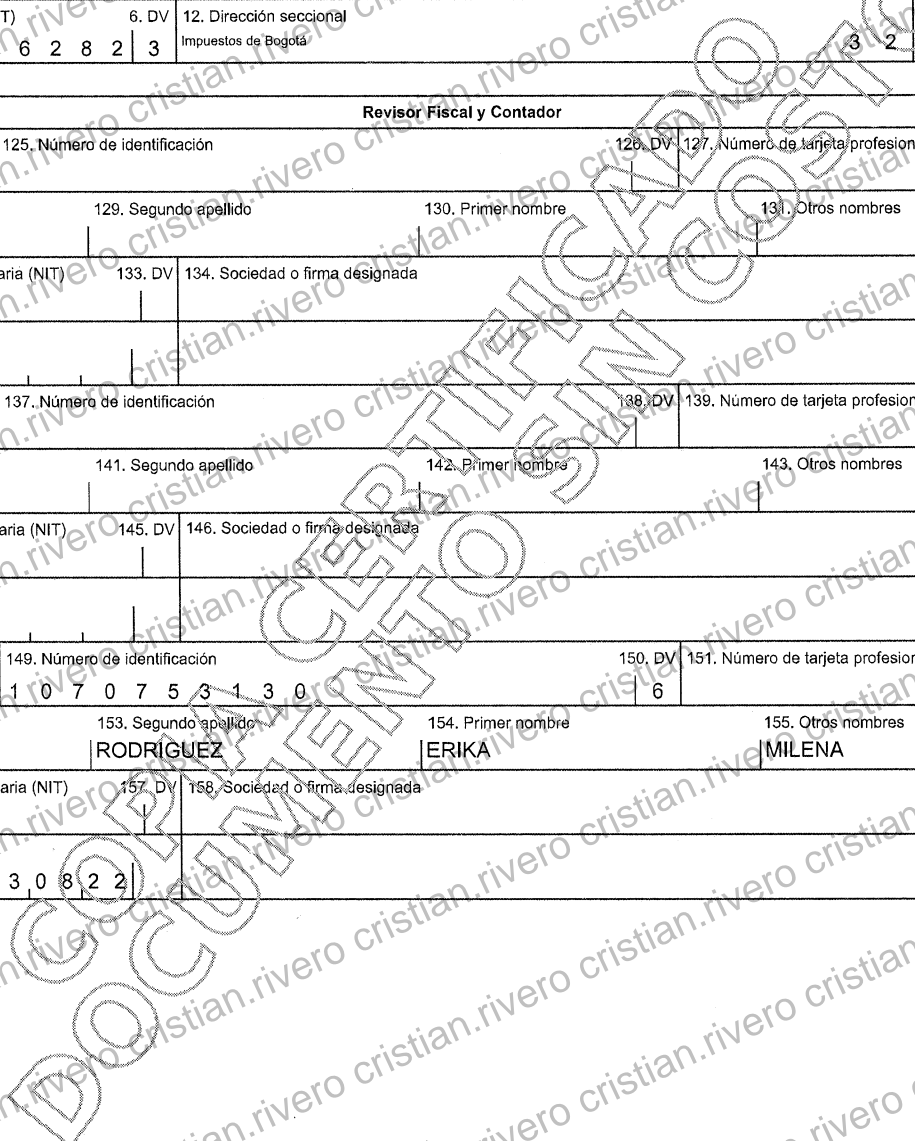 T) 6. DV 12. Dirección seccional
6 2 8 2 3 Impuestos de Bogotá 3 2
Revisor Fiscal y Contador
125. Número de identificación 126. DV 127. Número de tarjeta profesion
129. Segundo apellido 130. Primer nombre 131. Otros nombres
aria (NIT) 133. DV 134. Sociedad o firma designada
137. Número de identificación 138. DV 139. Número de tarjeta profesion
141. Segundo apellido 142. Primer nombre 143. Otros nombres
aria (NIT) 145. DV 146. Sociedad o firma designada
149. Número de identificación 150. DV 151. Número de tarjeta profesion
1 0 7 0 7 5 3 1 3 0 6
153. Segundo apellido 154. Primer nombre 155. Otros nombres
RODRIGUEZ ERIKA MILENA
aria (NIT) 157. DV 158. Sociedad o firma designada
3 0 8 2 2
COPIA CERTIFICADO
DOCUMENTO SIN COSTO
cristian.rivero cristian.rivero cristian.rivero cristian.rivero